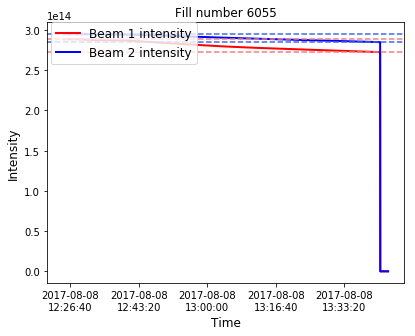 Fill number 6055
1e14
Beam 1 intensity
Beam 2 intensity
3.0
2.5
2.0
1.5
1.0
0.5
0.0
Intensity
2017-08-08 2017-08-08 2017-08-08 2017-08-08 2017-08-08
12:26:40 12:43:20 13:00:00 13:16:40 13:33:20
Time